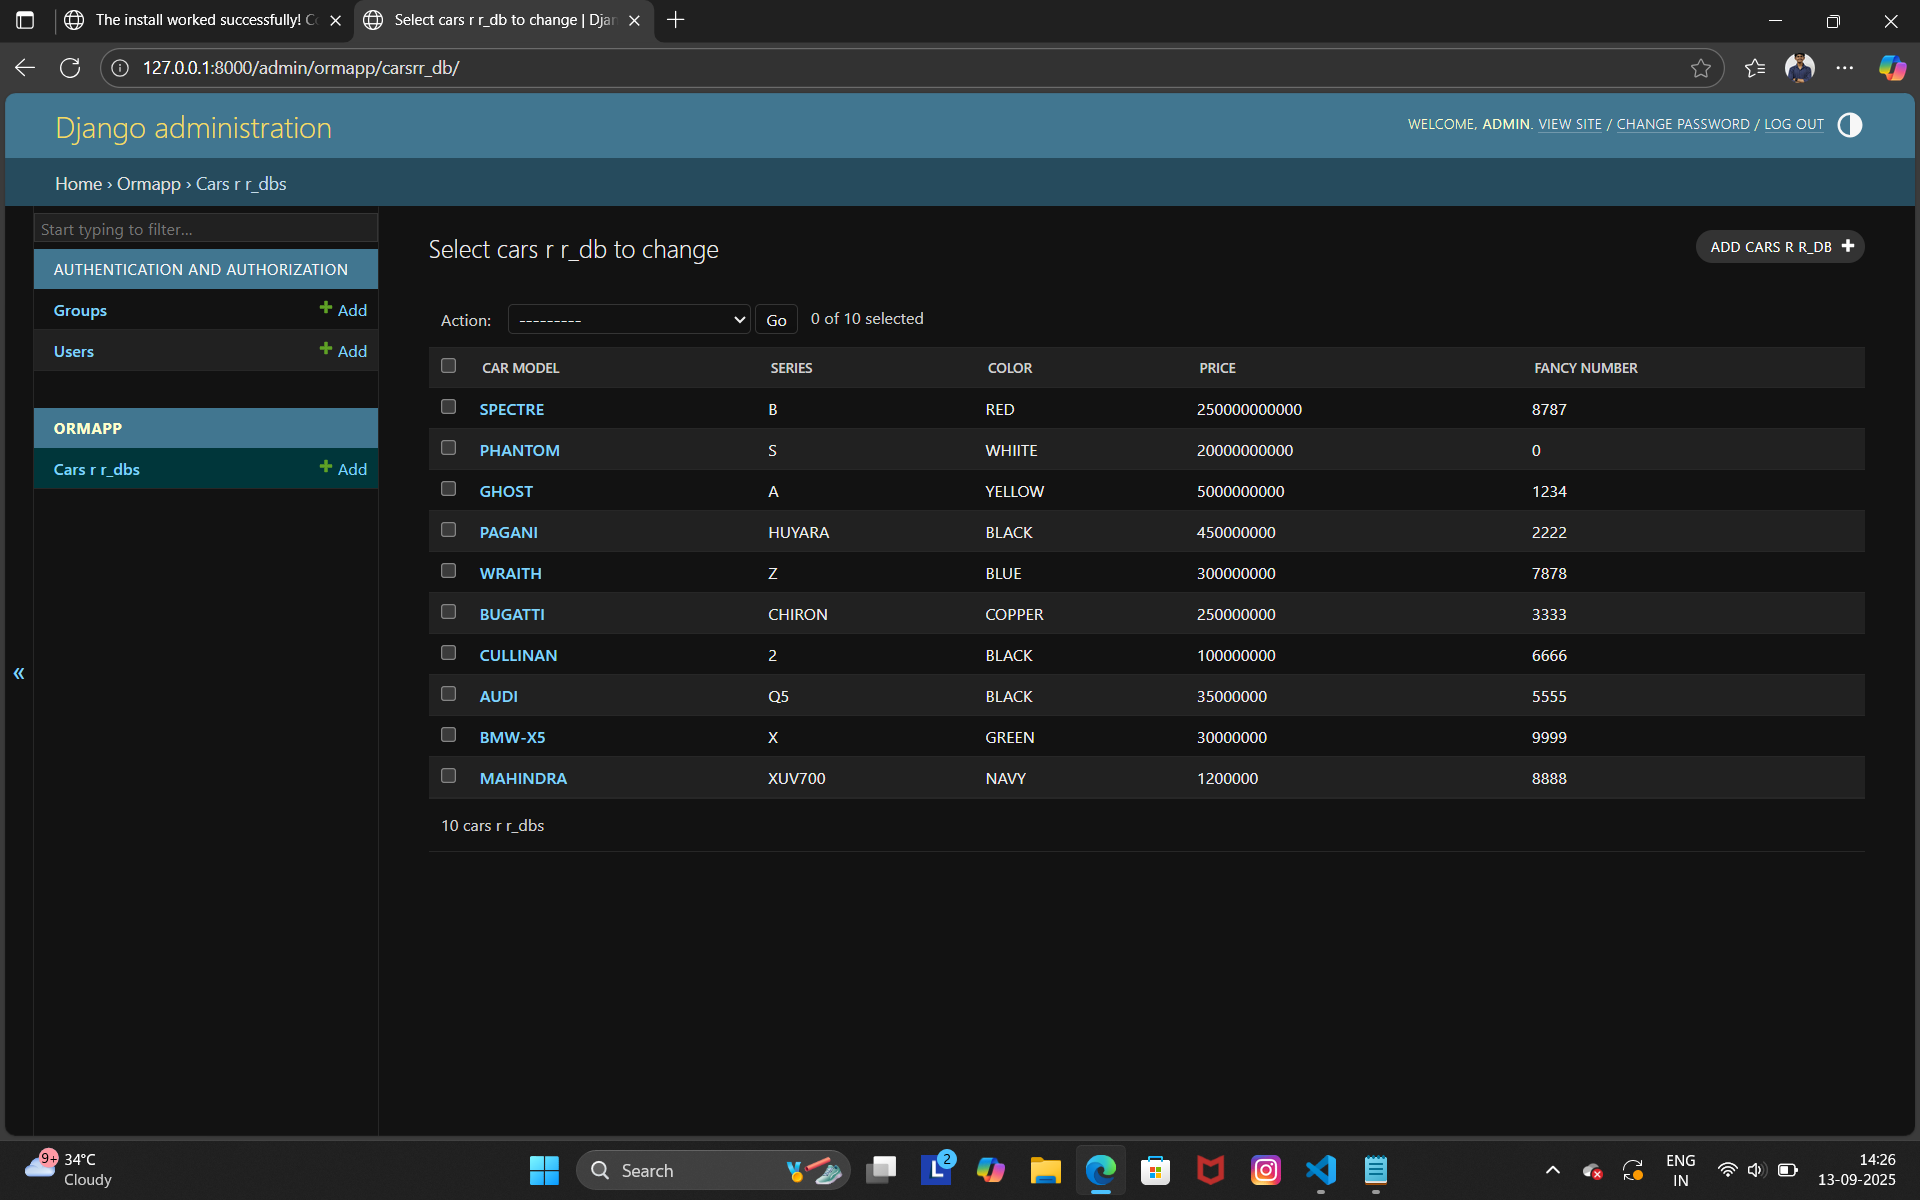 The install worked successfully! Co
Select cars r r_db to change | Djan
127.0.0.1:8000/admin/ormapp/carsrr_db/
Django administration
WELCOME, ADMIN. VIEW SITE / CHANGE PASSWORD / LOG OUT
Home › Ormapp › Cars r r_dbs
Start typing to filter...
AUTHENTICATION AND AUTHORIZATION
Groups + Add
Users + Add
ORMAPP
Cars r r_dbs + Add
«
Select cars r r_db to change
ADD CARS R R_DB +
Action: --------- Go 0 of 10 selected
CAR MODEL SERIES COLOR PRICE FANCY NUMBER
SPECTRE B RED 250000000000 8787
PHANTOM S WHIITE 20000000000 0
GHOST A YELLOW 5000000000 1234
PAGANI HUYARA BLACK 450000000 2222
WRAITH Z BLUE 300000000 7878
BUGATTI CHIRON COPPER 250000000 3333
CULLINAN 2 BLACK 100000000 6666
AUDI Q5 BLACK 35000000 5555
BMW-X5 X GREEN 30000000 9999
MAHINDRA XUV700 NAVY 1200000 8888
10 cars r r_dbs
9+
34°C
Cloudy
Search
L 2
ENG
IN
14:26
13-09-2025